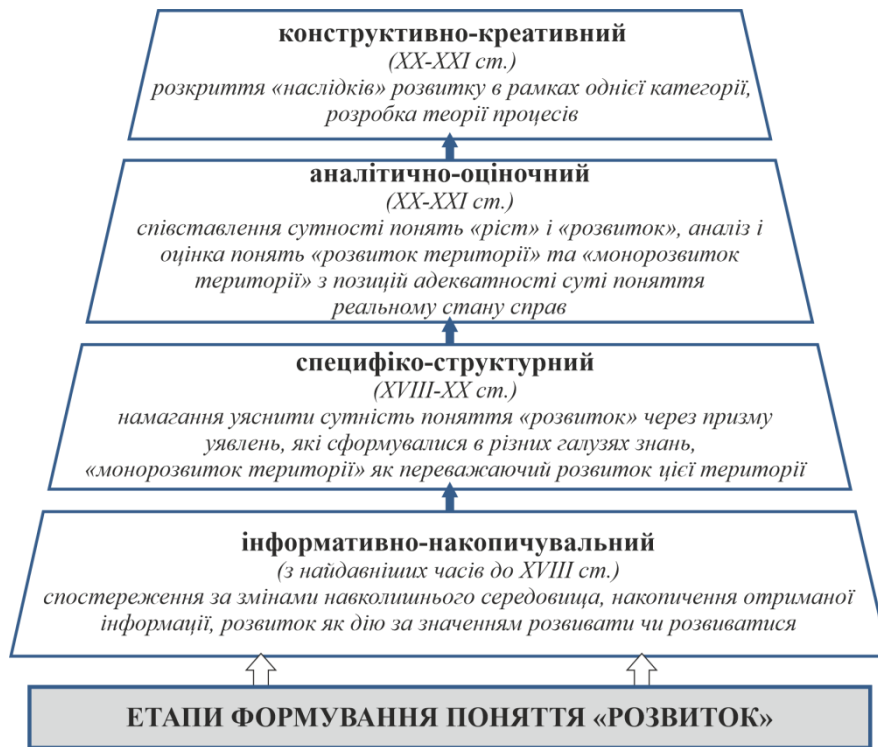 конструктивно-креативний
(XX-XXI ст.)
розкриття «наслідків» розвитку в рамках однієї категорії,
розробка теорії процесів
аналітично-оціночний
(XX-XXI ст.)
співставлення сутності понять «ріст» і «розвиток», аналіз і
оцінка понять «розвиток території» та «монорозвиток
території» з позицій адекватності суті поняття
реальному стану справ
специфіко-структурний
(XVIII-XX ст.)
намагання уяснити сутність поняття «розвиток» через призму
уявлень, які сформувалися в різних галузях знань,
«монорозвиток території» як переважаючий розвиток цієї території
інформативно-накопичувальний
(з найдавніших часів до XVIII ст.)
спостереження за змінами навколишнього середовища, накопичення отриманої
інформації, розвиток як дію за значенням розвивати чи розвиватися
ЕТАПИ ФОРМУВАННЯ ПОНЯТТЯ «РОЗВИТОК»